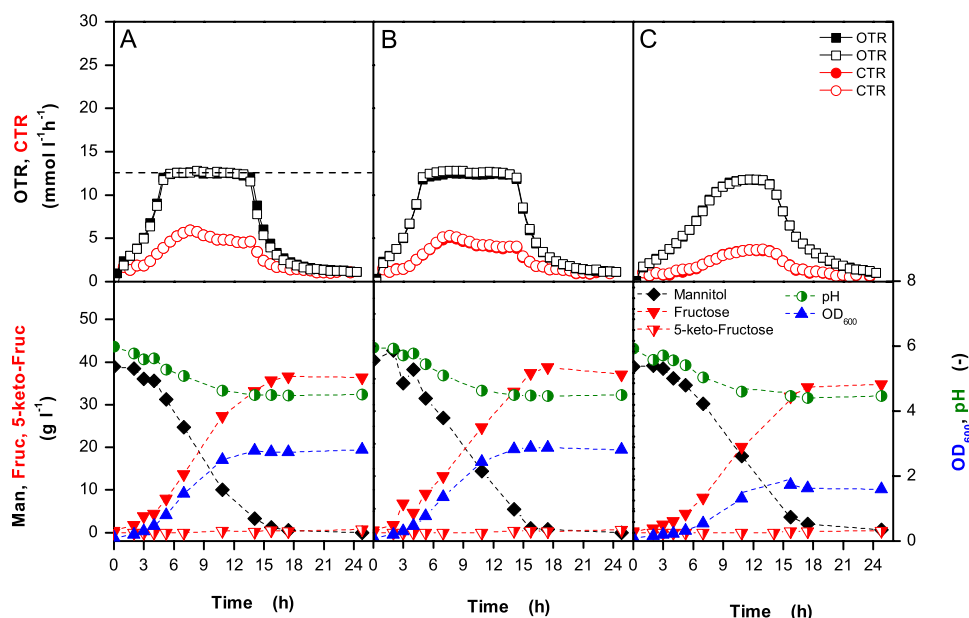 A B C
30
25
20
15
10
5
0
OTR, CTR
(mmol l⁻¹h⁻¹)
OTR
OTR
CTR
CTR
50
40
30
20
10
0
Man, Fruc, 5-keto-Fruc
(g l⁻¹)
Mannitol
Fructose
5-keto-Fructose
pH
OD₆₀₀
8
6
4
2
0
OD₆₀₀, pH (-)
0 3 6 9 12 15 18 21 24 0 3 6 9 12 15 18 21 24 0 3 6 9 12 15 18 21 24
Time (h) Time (h) Time (h)